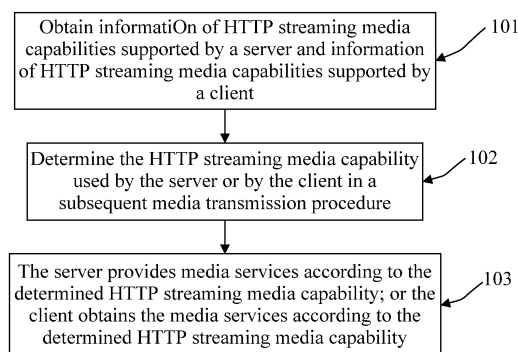 Obtain informatiOn of HTTP streaming media
capabilities supported by a server and information
of HTTP streaming media capabilities supported by
a client
101
Determine the HTTP streaming media capability
used by the server or by the client in a
subsequent media transmission procedure
102
The server provides media services according to the
determined HTTP streaming media capability; or the
client obtains the media services according to the
determined HTTP streaming media capability
103